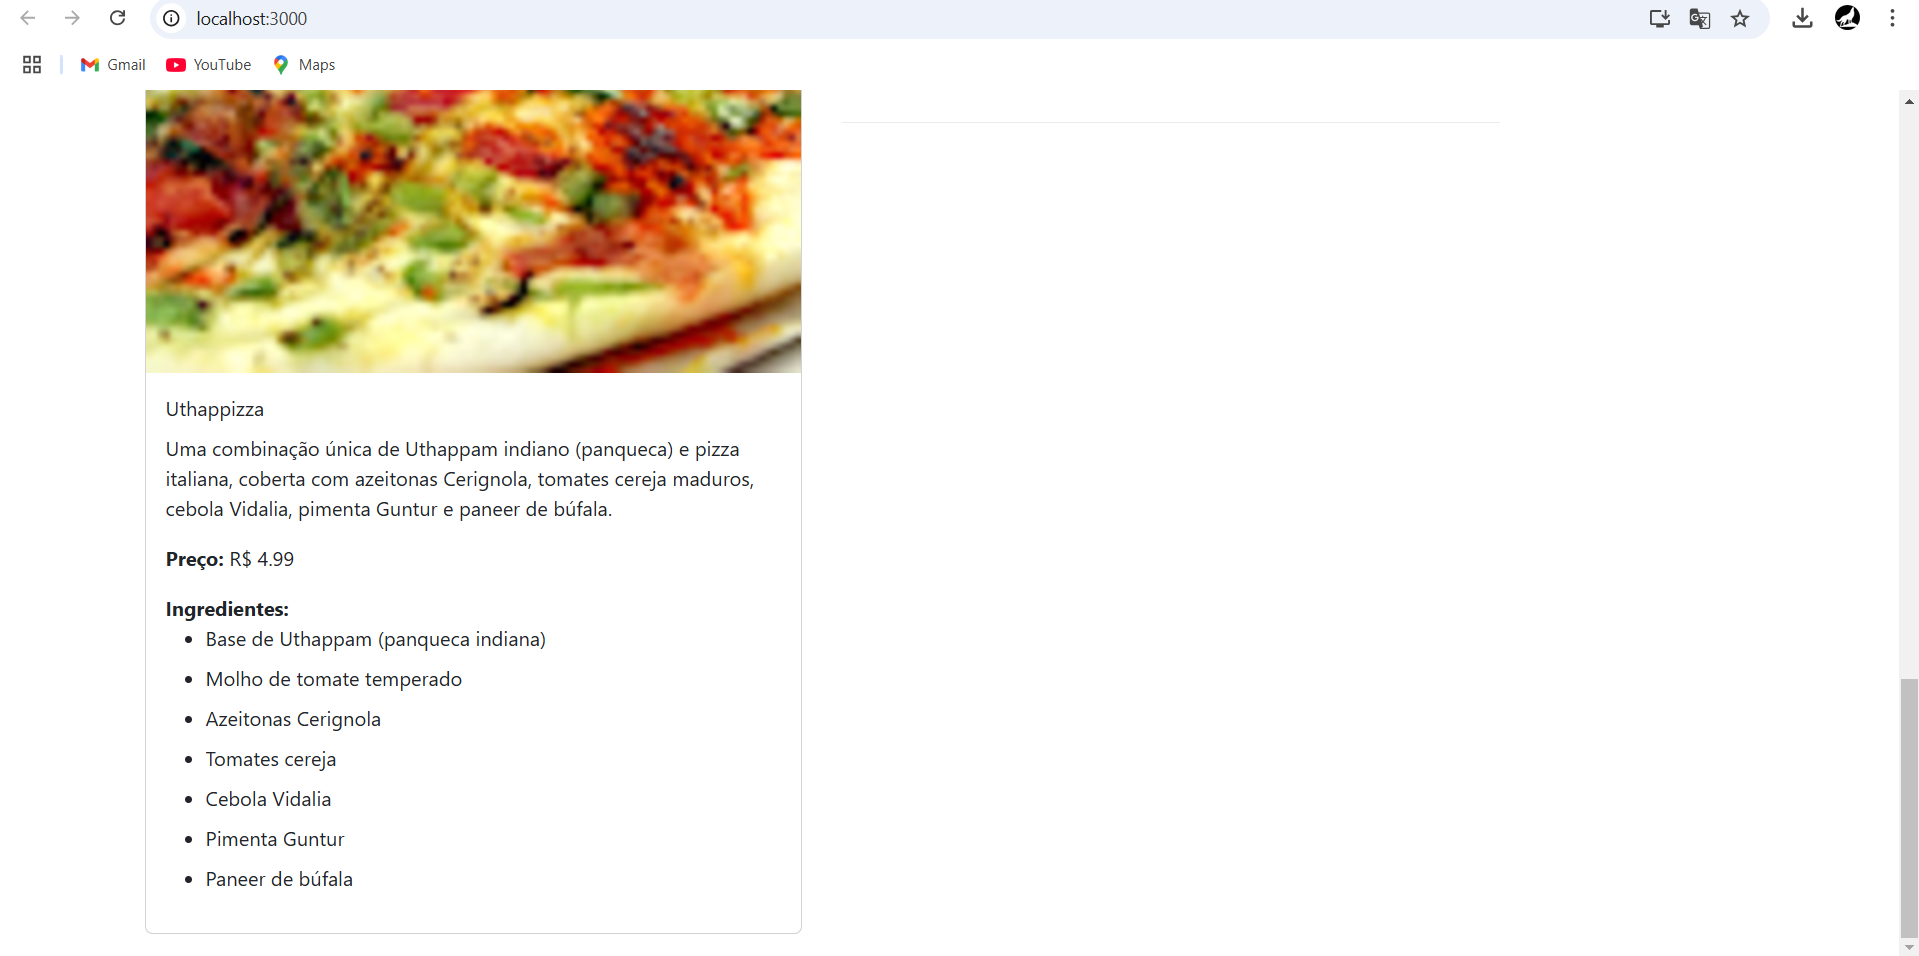 localhost:3000
Gmail YouTube Maps
Uthappizza
Uma combinação única de Uthappam indiano (panqueca) e pizza
italiana, coberta com azeitonas Cerignola, tomates cereja maduros,
cebola Vidalia, pimenta Guntur e paneer de búfala.
Preço: R$ 4.99
Ingredientes:
Base de Uthappam (panqueca indiana)
Molho de tomate temperado
Azeitonas Cerignola
Tomates cereja
Cebola Vidalia
Pimenta Guntur
Paneer de búfala